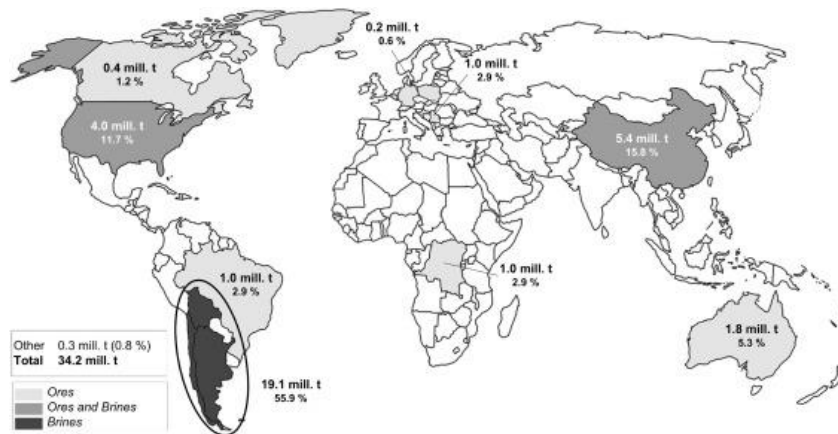 0.2 mill. t
0.6 %
1.0 mill. t
2.9 %
0.4 mill. t
1.2 %
4.0 mill. t
11.7 %
5.4 mill. t
15.8 %
1.0 mill. t
2.9 %
1.0 mill. t
2.9 %
1.8 mill. t
5.3 %
Other 0.3 mill. t (0.8 %)
Total 34.2 mill. t
19.1 mill. t
55.9 %
Ores
Ores and Brines
Brines